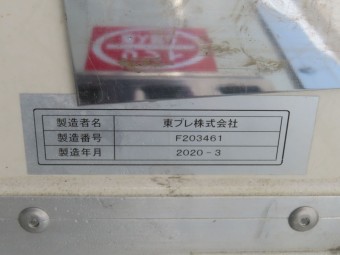 製造者名 東プレ株式会社
製造番号 F203461
製造年月 2020-3